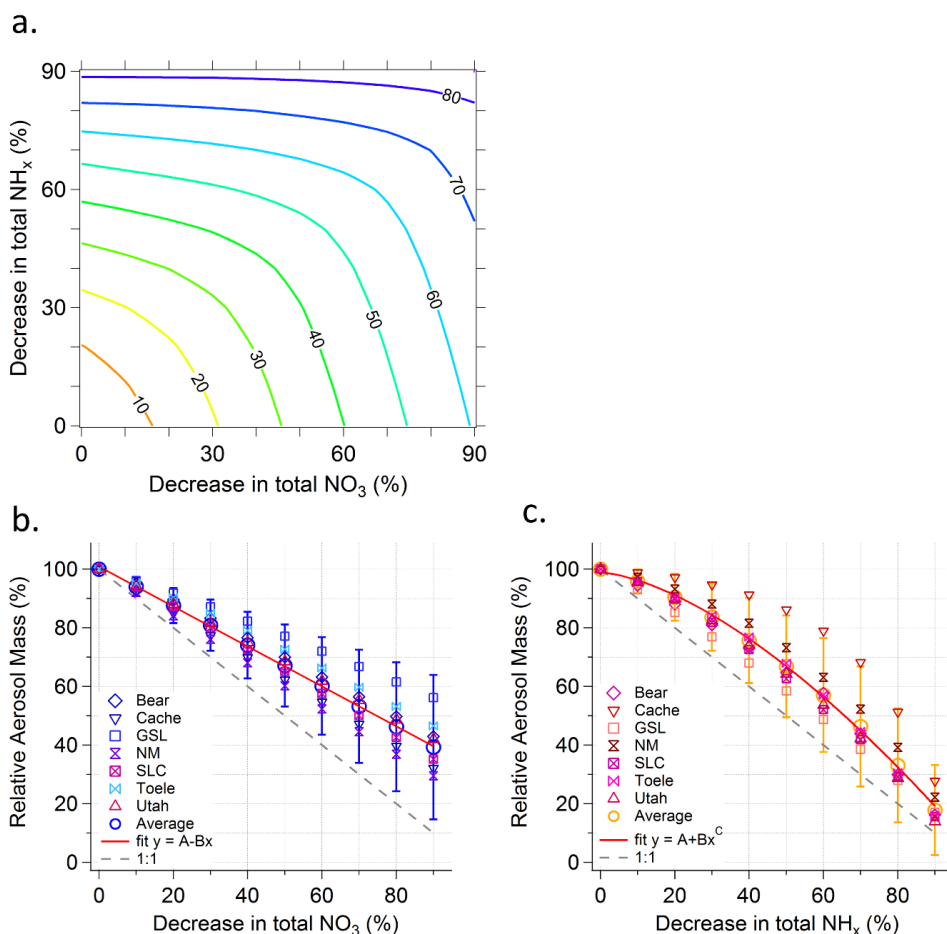 a.
90
60
30
0
Decrease in total NHx (%)
80
70
60
50
40
30
20
10
0
30
60
90
Decrease in total NO3 (%)
b.
100
80
60
40
20
0
Relative Aerosol Mass (%)
Bear
Cache
GSL
NM
SLC
Toele
Utah
Average
fit y = A-Bx
1:1
0
20
40
60
80
Decrease in total NO3 (%)
c.
100
80
60
40
20
0
Relative Aerosol Mass (%)
Bear
Cache
GSL
NM
SLC
Toele
Utah
Average
fit y = A+Bx^C
1:1
0
20
40
60
80
Decrease in total NHx (%)